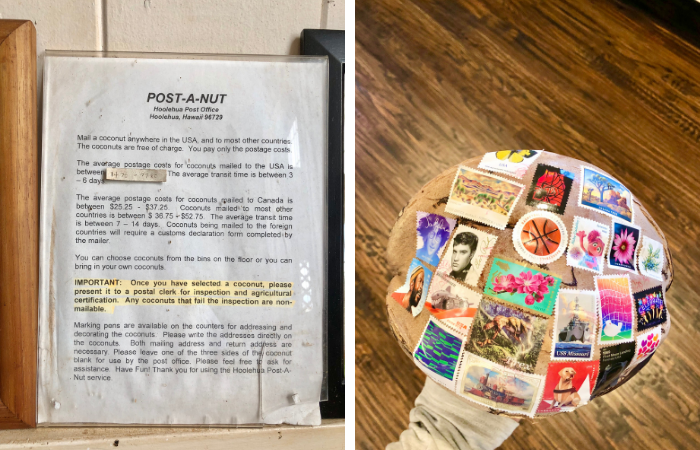 POST-A-NUT
Hoolehua Post Office
Hoolehua, Hawaii 96729
Mail a coconut anywhere in the USA, and to most other countries.
The coconuts are free of charge. You pay only the postage costs.
The average postage costs for coconuts mailed to the USA is
between The average transit time is between 3
– 6 days
The average postage costs for coconuts mailed to Canada is
between $25.25 - $37.25. Coconuts mailed to most other
countries is between $ 36.75 - $52.75. The average transit time
is between 7 – 14 days. Coconuts being mailed to the foreign
countries will require a customs declaration form completed by
the mailer.
You can choose coconuts from the bins on the floor or you can
bring in your own coconuts.
IMPORTANT: Once you have selected a coconut, please
present it to a postal clerk for inspection and agricultural
certification. Any coconuts that fail the inspection are non-
mailable.
Marking pens are available on the counters for addressing and
decorating the coconuts. Please write the addresses directly on
the coconuts. Both mailing address and return address are
necessary. Please leave one of the three sides of the coconut
blank for use by the post office. Please feel free to ask for
assistance. Have Fun! Thank you for using the Hoolehua Post-A-
Nut service.
USS Missouri